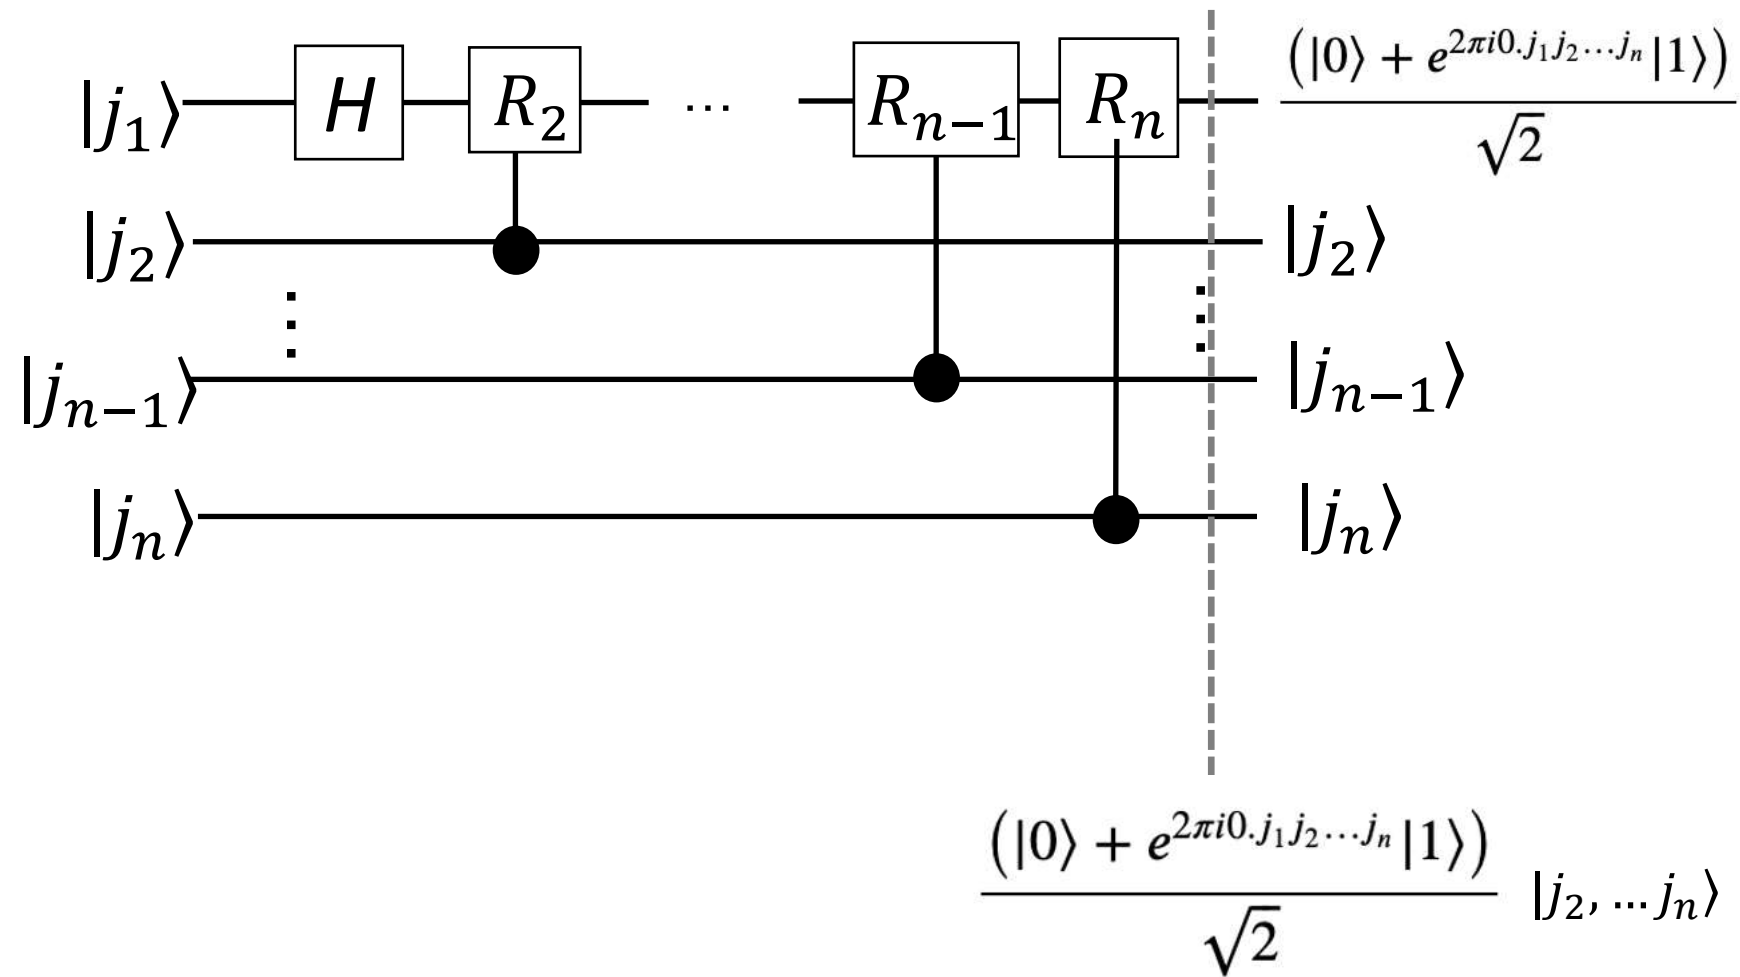 |j₁⟩ H R₂ ⋯ Rₙ₋₁ Rₙ (|0⟩ + e^{2πi0.j₁j₂…jₙ}|1⟩) / √2
|j₂⟩ |j₂⟩
⋮ ⋮
|jₙ₋₁⟩ |jₙ₋₁⟩
|jₙ⟩ |jₙ⟩
(|0⟩ + e^{2πi0.j₁j₂…jₙ}|1⟩) / √2 |j₂, … jₙ⟩